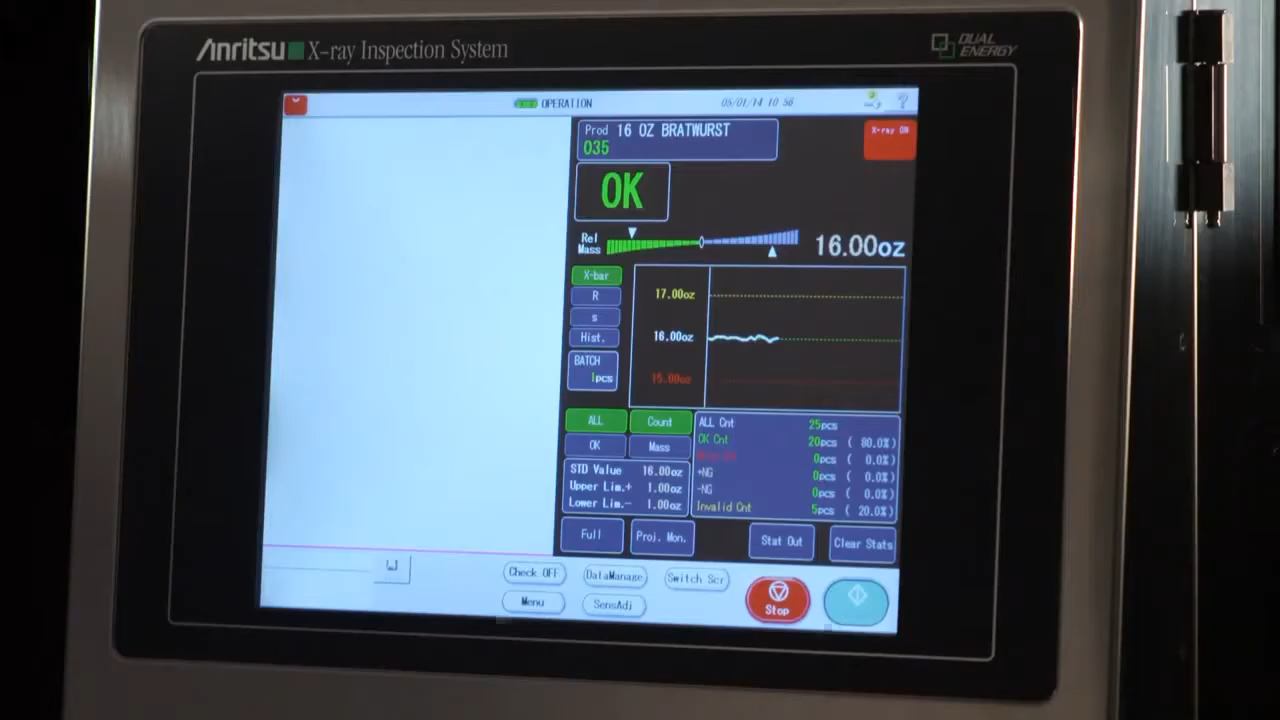 Anritsu X-ray Inspection System
DUAL ENERGY
OPERATION
05/01/14 10 56
?
Prod 16 OZ BRATWURST
035
X-ray ON
OK
Rel Mass
16.00oz
X-bar
R
s
Hist.
BATCH
1pcs
17.00oz
16.00oz
15.00oz
ALL
Count
OK
Mass
STD Value 16.00oz
Upper Lim.+ 1.00oz
Lower Lim.- 1.00oz
ALL Cnt 25pcs
OK Cnt 20pcs ( 80.0%)
0pcs ( 0.0%)
+NG 0pcs ( 0.0%)
-NG 0pcs ( 0.0%)
Invalid Cnt 5pcs ( 20.0%)
Full
Proj. Mon.
Stat Out
Clear Stats
Check OFF
DataManage
Switch Scr
Menu
SensAdj
Stop